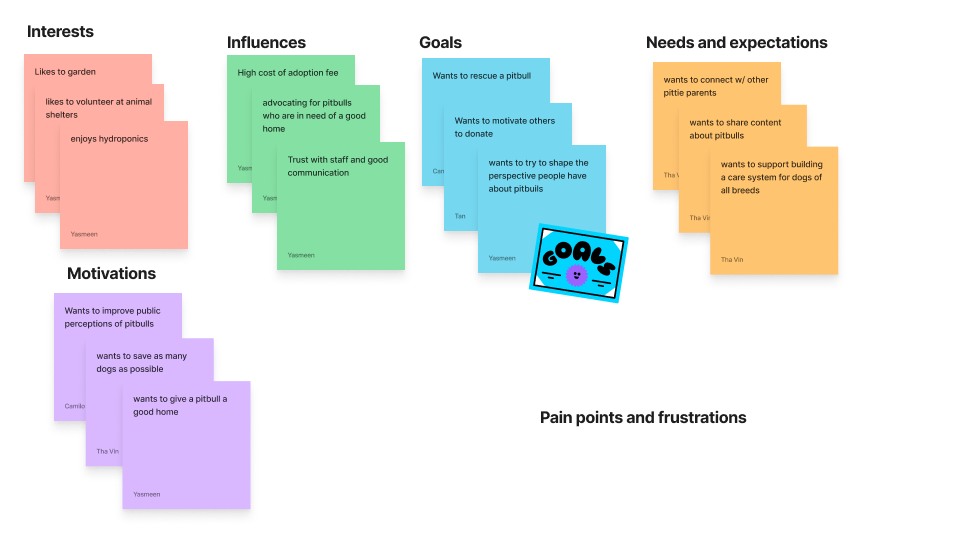 Interests
Likes to garden
likes to volunteer at animal
shelters
Yasm
enjoys hydroponics
Yasmeen
Influences
High cost of adoption fee
Yasm
advocating for pitbulls
who are in need of a good
home
Yasm
Trust with staff and good
communication
Yasmeen
Goals
Wants to rescue a pitbull
Cam
Wants to motivate others
to donate
wants to try to shape the
perspective people have
about pitbulls
Yasmeen
GOALS
Needs and expectations
wants to connect w/ other
pittie parents
Tha V
wants to share content
about pitbulls
Tha Vin
wants to support building
a care system for dogs of
all breeds
Tha Vin
Motivations
Wants to improve public
perceptions of pitbulls
Camilo
wants to save as many
dogs as possible
Tha Vin
wants to give a pitbull a
good home
Yasmeen
Pain points and frustrations